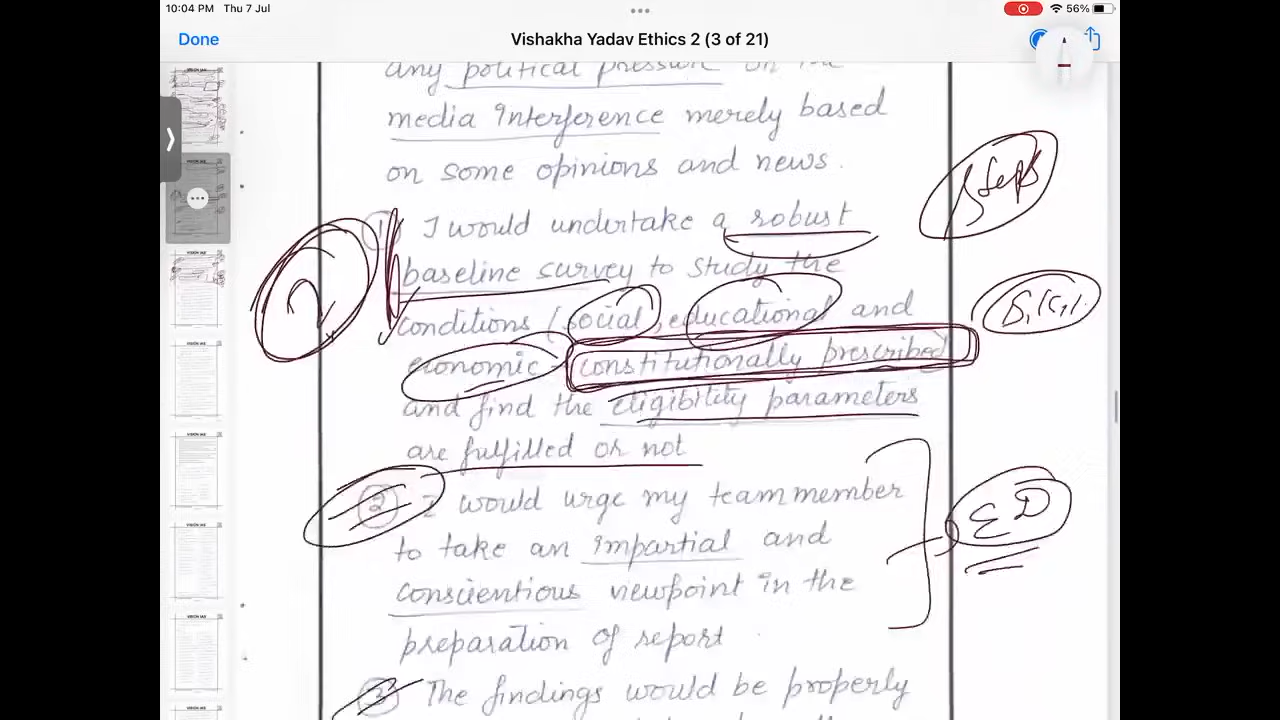 10:04 PM Thu 7 Jul
56%
Done
Vishakha Yadav Ethics 2 (3 of 21)
any political pressure on the
media Interference merely based
on some opinions and news.
① I would undertake a robust
baseline survey to study the
conditions (social, educational and
economic - constitutionally prescribed)
and find the eligibility parameters
are fulfilled or not
② I would urge my team member
to take an impartial and
conscientious viewpoint in the
preparation of report
③ The findings would be properly
Steps